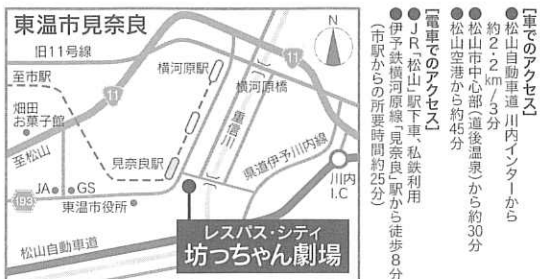 東温市見奈良
旧11号線
至市駅
畑田
お菓子館
至松山
11
横河原駅
横河原橋
11
N
重信川
見奈良駅
県道伊予川内線
川内
I.C
JA
GS
193
東温市役所
松山自動車道
レスパス・シティ
坊っちゃん劇場
[車でのアクセス]
●松山自動車道 川内インターから
約2・2km/3分
●松山市中心部(道後温泉)から約30分
●松山空港から約45分
[電車でのアクセス]
●JR「松山」駅下車、私鉄利用
●伊予鉄横河原線「見奈良」駅から徒歩8分
(市駅からの所要時間約25分)